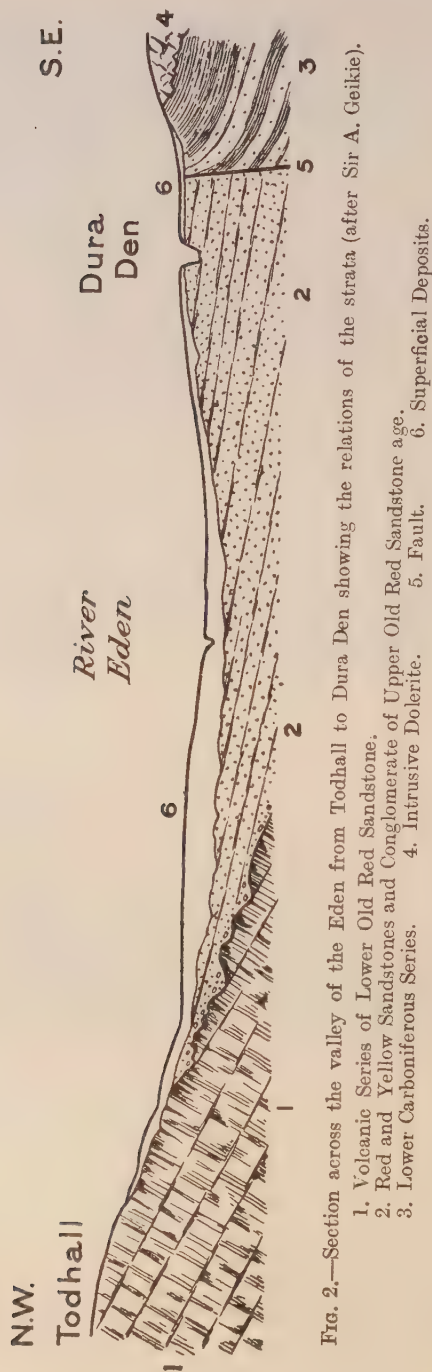 N.W.
S.E.
Todhall
River
Eden
Dura
Den
4
6
6
1
1
2
2
5
3
FIG. 2.—Section across the valley of the Eden from Todhall to Dura Den showing the relations of the strata (after Sir A. Geikie).
1. Volcanic Series of Lower Old Red Sandstone.
2. Red and Yellow Sandstones and Conglomerate of Upper Old Red Sandstone age.
3. Lower Carboniferous Series. 4. Intrusive Dolerite. 5. Fault. 6. Superficial Deposits.